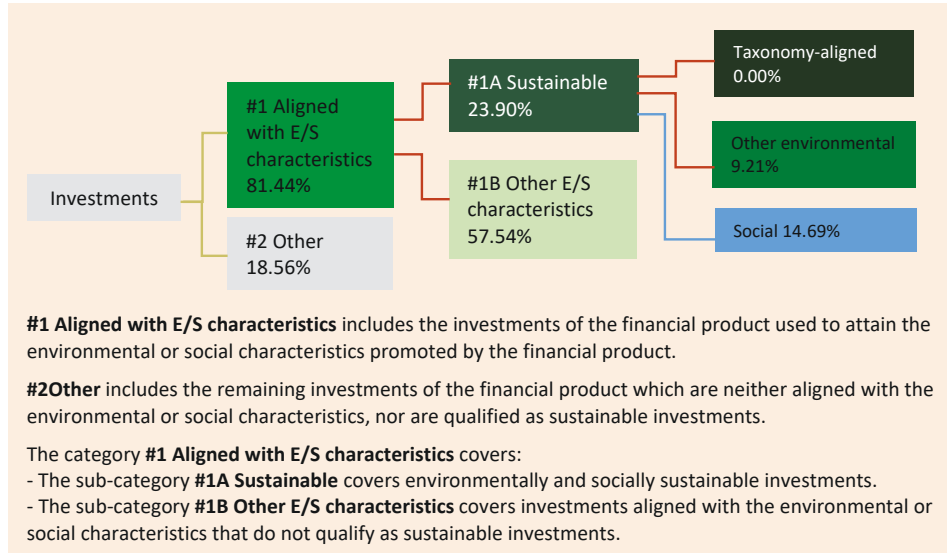 Investments
#1 Aligned
with E/S
characteristics
81.44%
#2 Other
18.56%
#1A Sustainable
23.90%
#1B Other E/S
characteristics
57.54%
Taxonomy-aligned
0.00%
Other environmental
9.21%
Social 14.69%
#1 Aligned with E/S characteristics includes the investments of the financial product used to attain the
environmental or social characteristics promoted by the financial product.
#2Other includes the remaining investments of the financial product which are neither aligned with the
environmental or social characteristics, nor are qualified as sustainable investments.
The category #1 Aligned with E/S characteristics covers:
- The sub-category #1A Sustainable covers environmentally and socially sustainable investments.
- The sub-category #1B Other E/S characteristics covers investments aligned with the environmental or
social characteristics that do not qualify as sustainable investments.